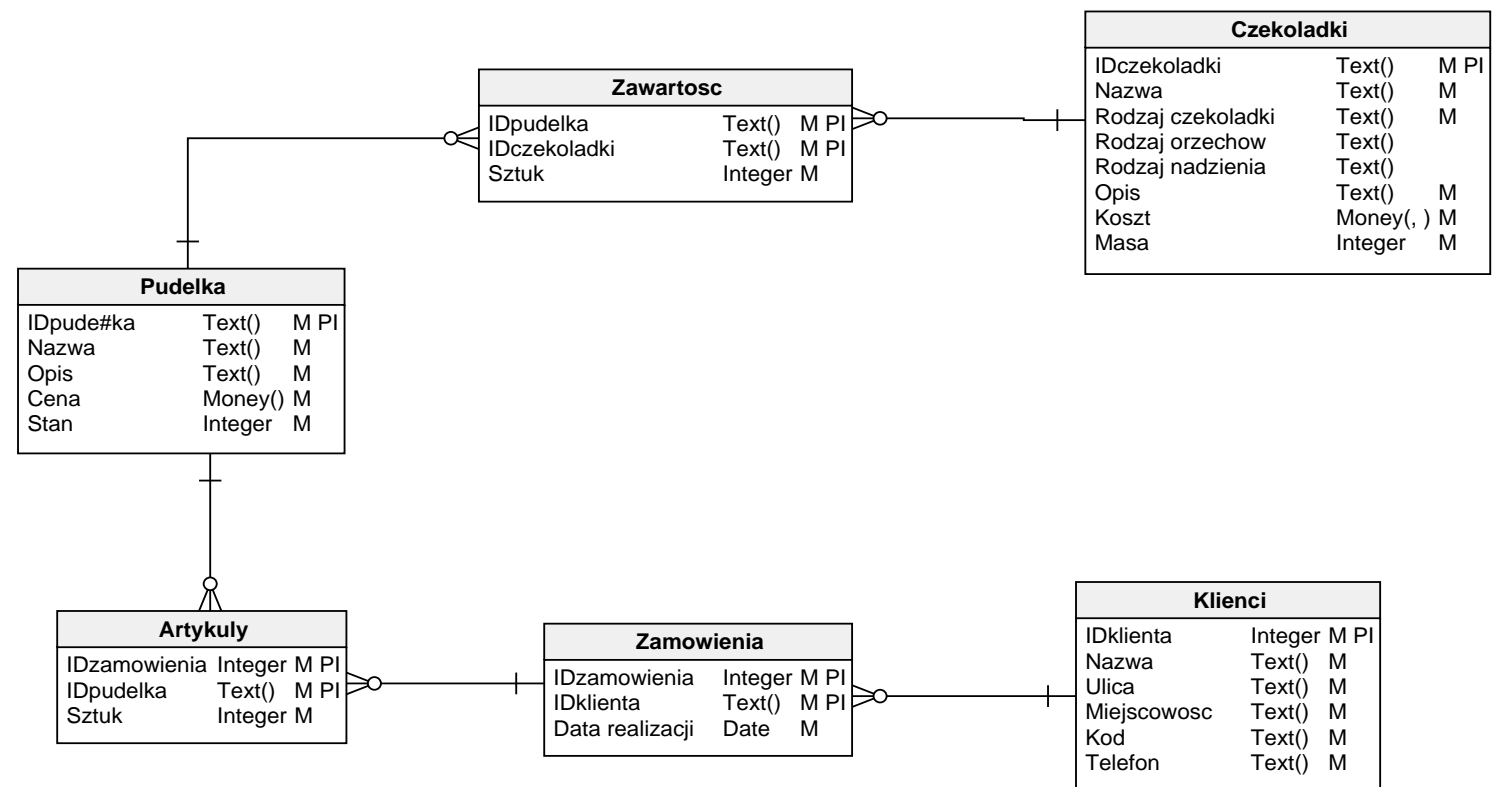 Czekoladki
IDczekoladki Text() M PI
Nazwa Text() M
Rodzaj czekoladki Text() M
Rodzaj orzechow Text()
Rodzaj nadzienia Text()
Opis Text() M
Koszt Money(, ) M
Masa Integer M
Zawartosc
IDpudelka Text() M PI
IDczekoladki Text() M PI
Sztuk Integer M
Pudelka
IDpude#ka Text() M PI
Nazwa Text() M
Opis Text() M
Cena Money() M
Stan Integer M
Artykuly
IDzamowienia Integer M PI
IDpudelka Text() M PI
Sztuk Integer M
Zamowienia
IDzamowienia Integer M PI
IDklienta Text() M PI
Data realizacji Date M
Klienci
IDklienta Integer M PI
Nazwa Text() M
Ulica Text() M
Miejscowosc Text() M
Kod Text() M
Telefon Text() M